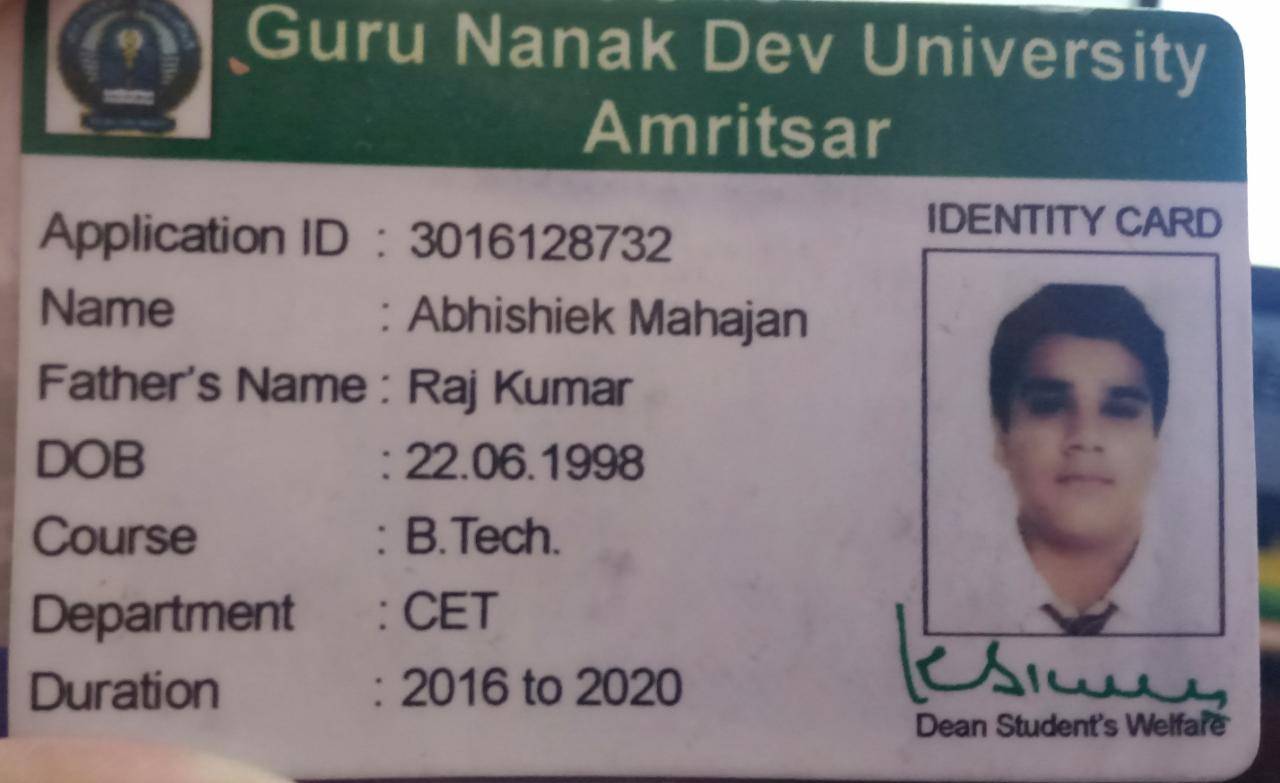 Guru Nanak Dev University
Amritsar
IDENTITY CARD
Application ID : 3016128732
Name : Abhishiek Mahajan
Father's Name : Raj Kumar
DOB : 22.06.1998
Course : B.Tech.
Department : CET
Duration : 2016 to 2020
Dean Student's Welfare